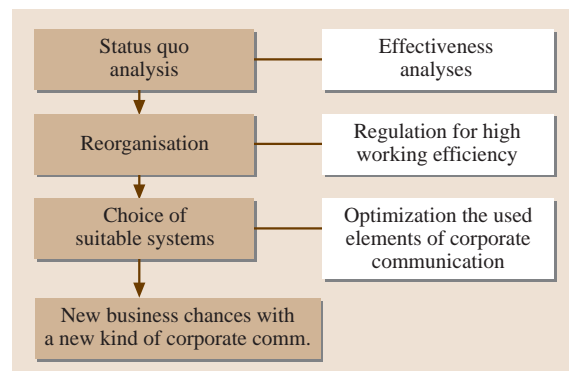 Status quo
analysis
Effectiveness
analyses
Reorganisation
Regulation for high
working efficiency
Choice of
suitable systems
Optimization the used
elements of corporate
communication
New business chances with
a new kind of corporate comm.